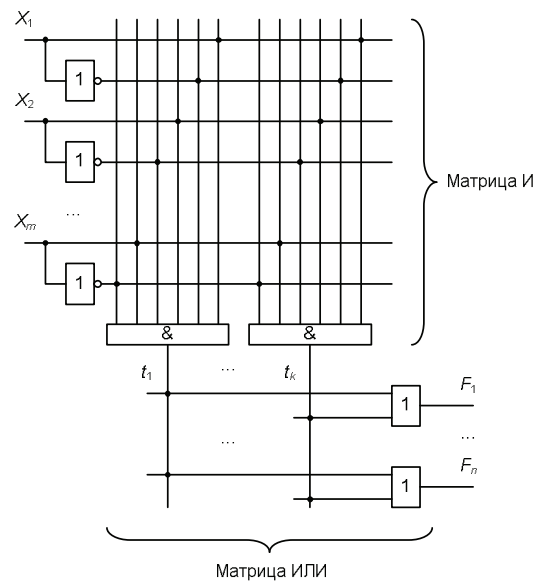 X1
1
X2
1
...
Xm
1
Матрица И
& &
t1 ... tk
1 F1
...
...
1 Fn
Матрица ИЛИ